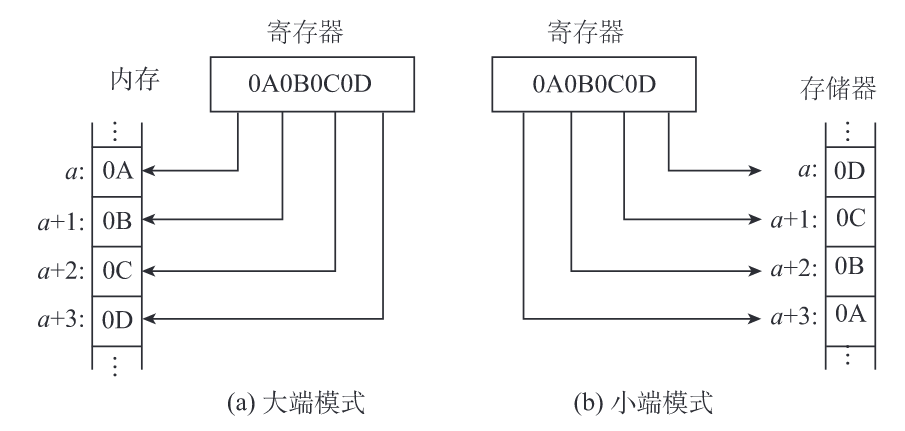 寄存器
0A0B0C0D
内存
⋮
a: 0A
a+1: 0B
a+2: 0C
a+3: 0D
⋮
(a) 大端模式
寄存器
0A0B0C0D
存储器
⋮
a: 0D
a+1: 0C
a+2: 0B
a+3: 0A
⋮
(b) 小端模式